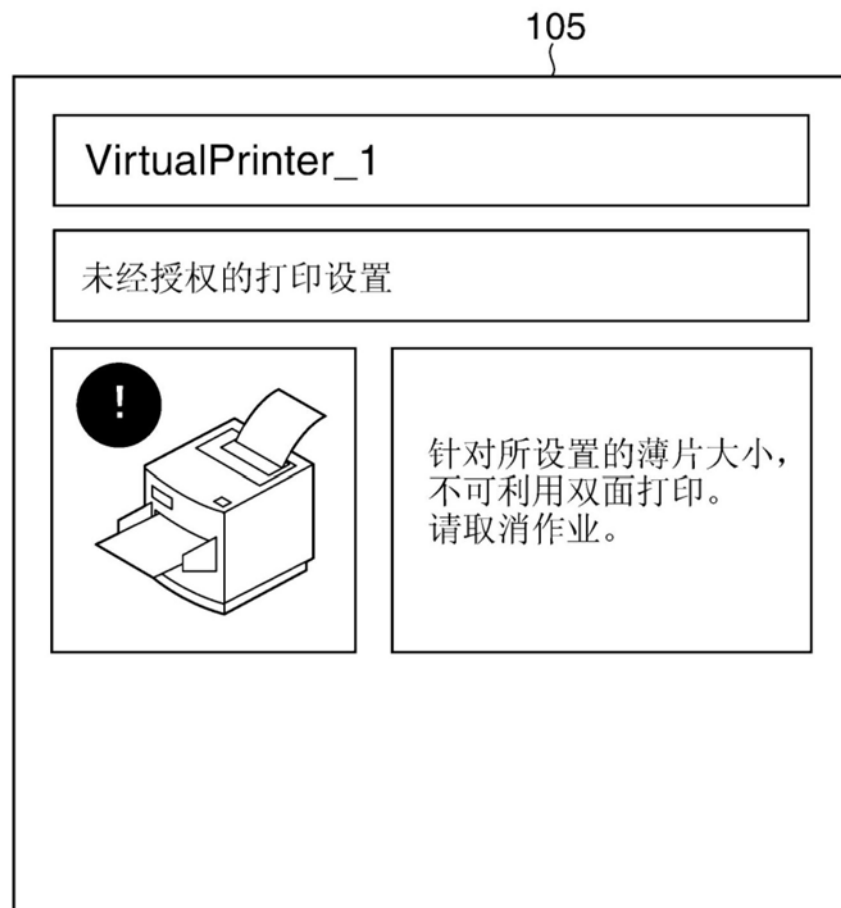 105
VirtualPrinter_1
未经授权的打印设置
!
针对所设置的薄片大小，
不可利用双面打印。
请取消作业。